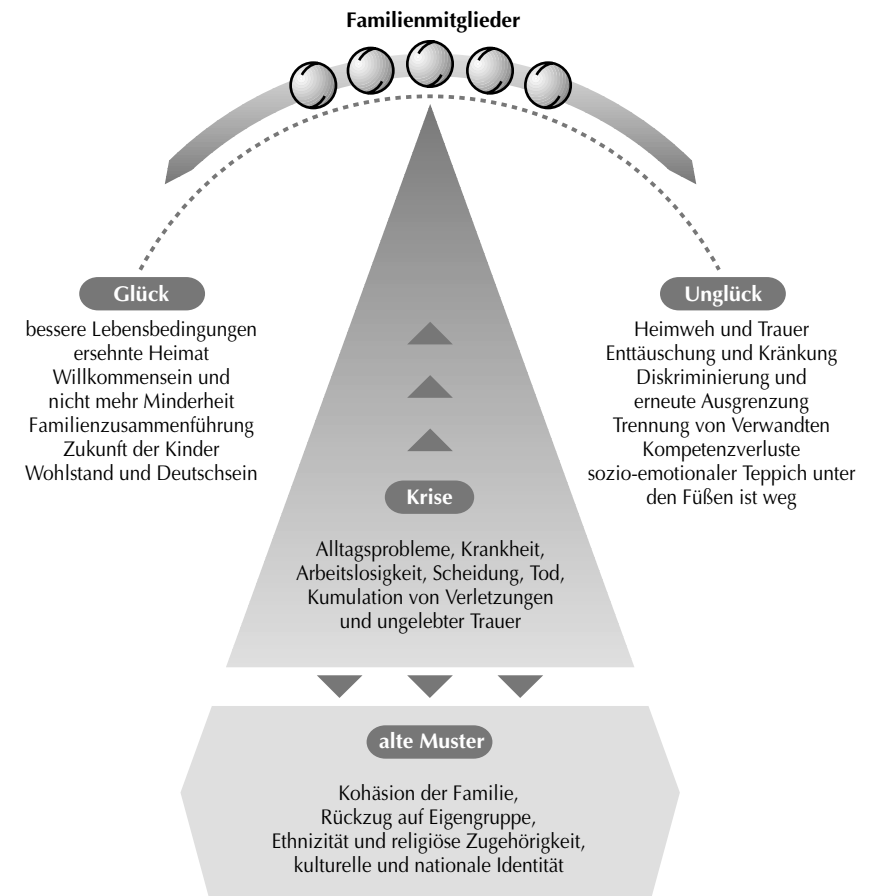 Familienmitglieder
Glück
bessere Lebensbedingungen
ersehnte Heimat
Willkommensein und
nicht mehr Minderheit
Familienzusammenführung
Zukunft der Kinder
Wohlstand und Deutschsein
Unglück
Heimweh und Trauer
Enttäuschung und Kränkung
Diskriminierung und
erneute Ausgrenzung
Trennung von Verwandten
Kompetenzverluste
sozio-emotionaler Teppich unter
den Füßen ist weg
Krise
Alltagsprobleme, Krankheit,
Arbeitslosigkeit, Scheidung, Tod,
Kumulation von Verletzungen
und ungelebter Trauer
alte Muster
Kohäsion der Familie,
Rückzug auf Eigengruppe,
Ethnizität und religiöse Zugehörigkeit,
kulturelle und nationale Identität